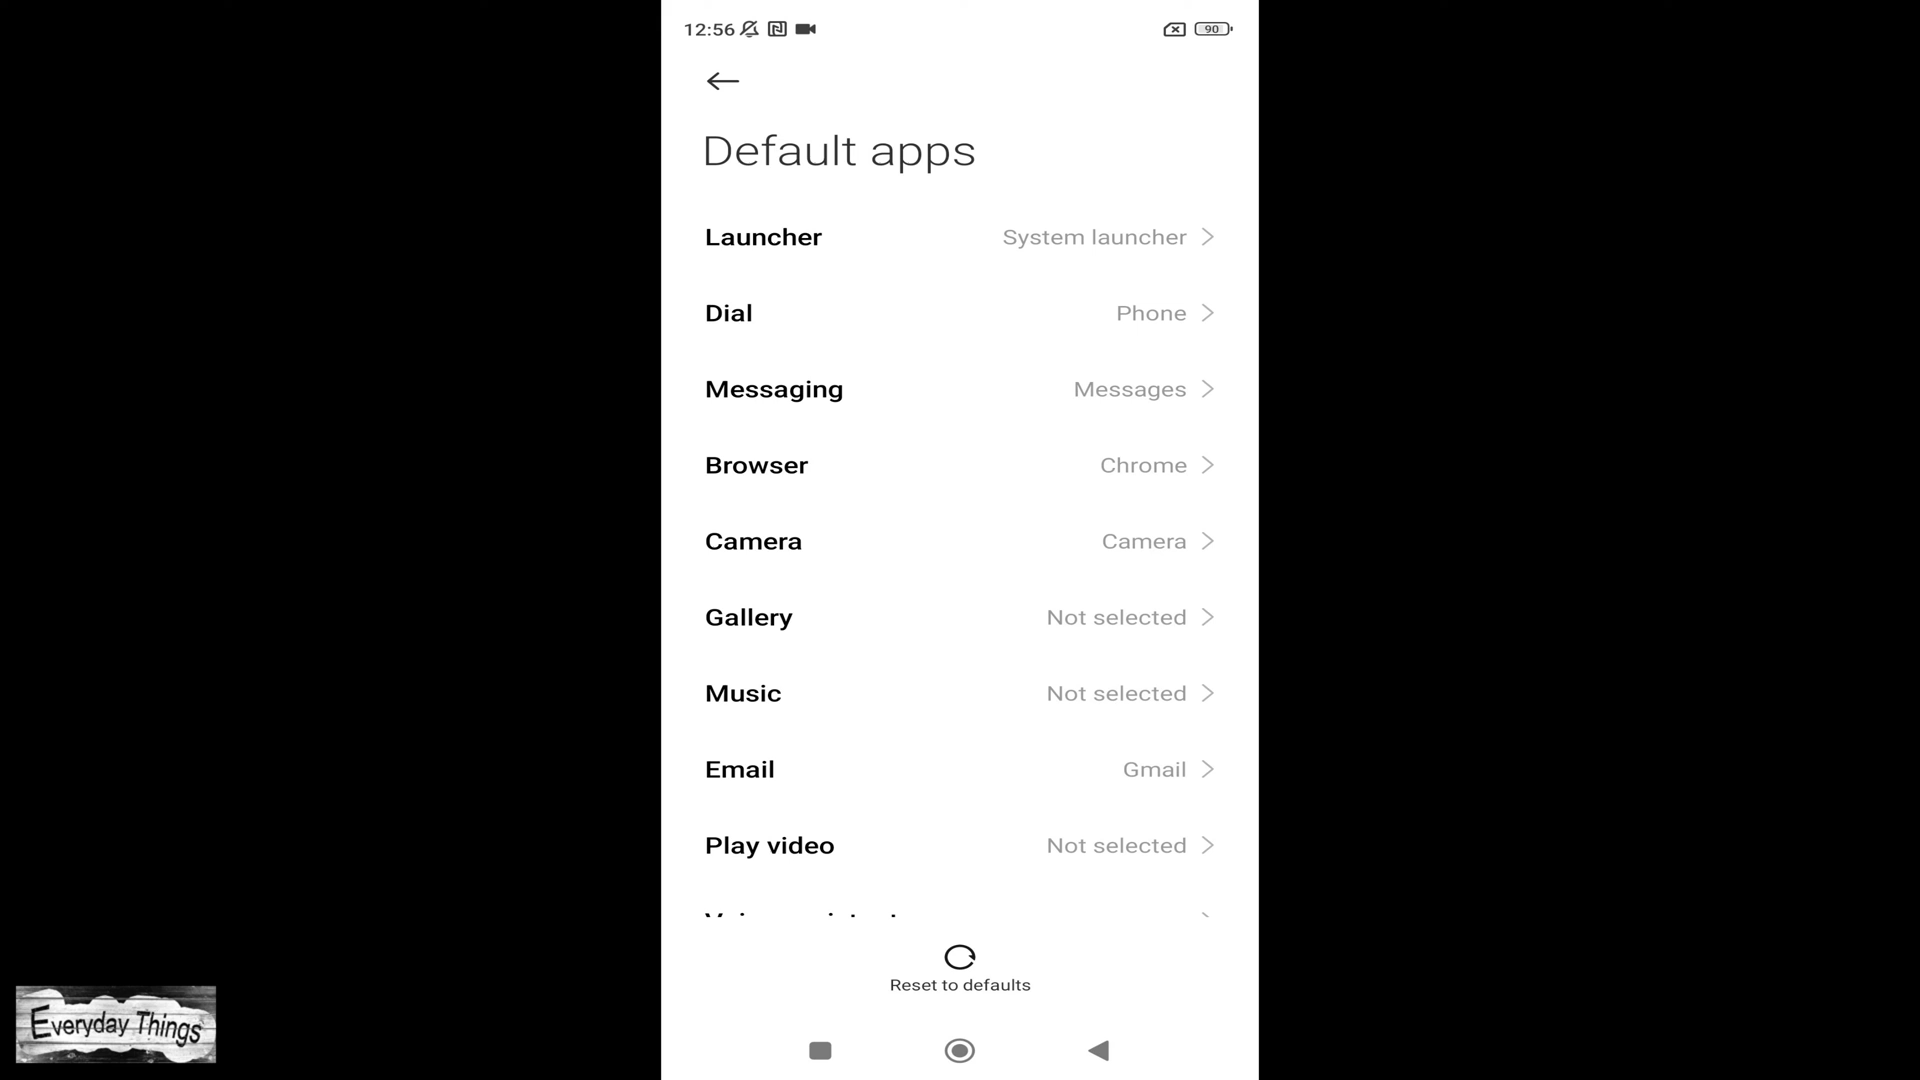 12:56
90
Default apps
Launcher System launcher
Dial Phone
Messaging Messages
Browser Chrome
Camera Camera
Gallery Not selected
Music Not selected
Email Gmail
Play video Not selected
Reset to defaults
Everyday Things